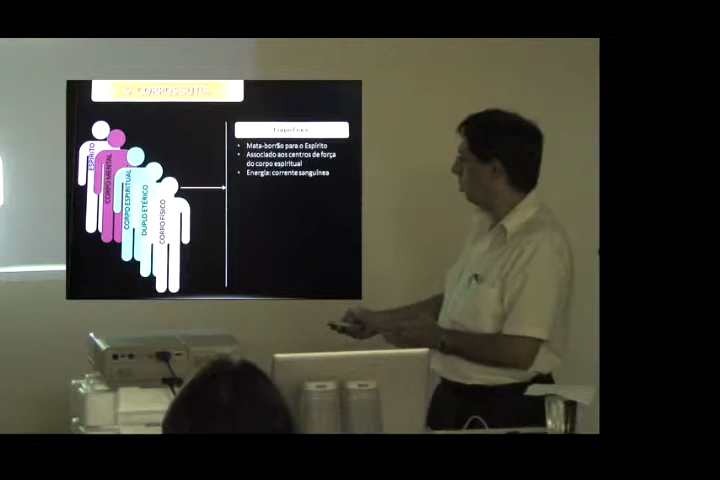 5. CORPOS SUTIS
Corpo Físico
• Mata-borrão para o Espírito
• Associado aos centros de força
do corpo espiritual
• Energia: corrente sanguínea
ESPÍRITO
CORPO MENTAL
CORPO ESPIRITUAL
DUPLO ETÉRICO
CORPO FÍSICO